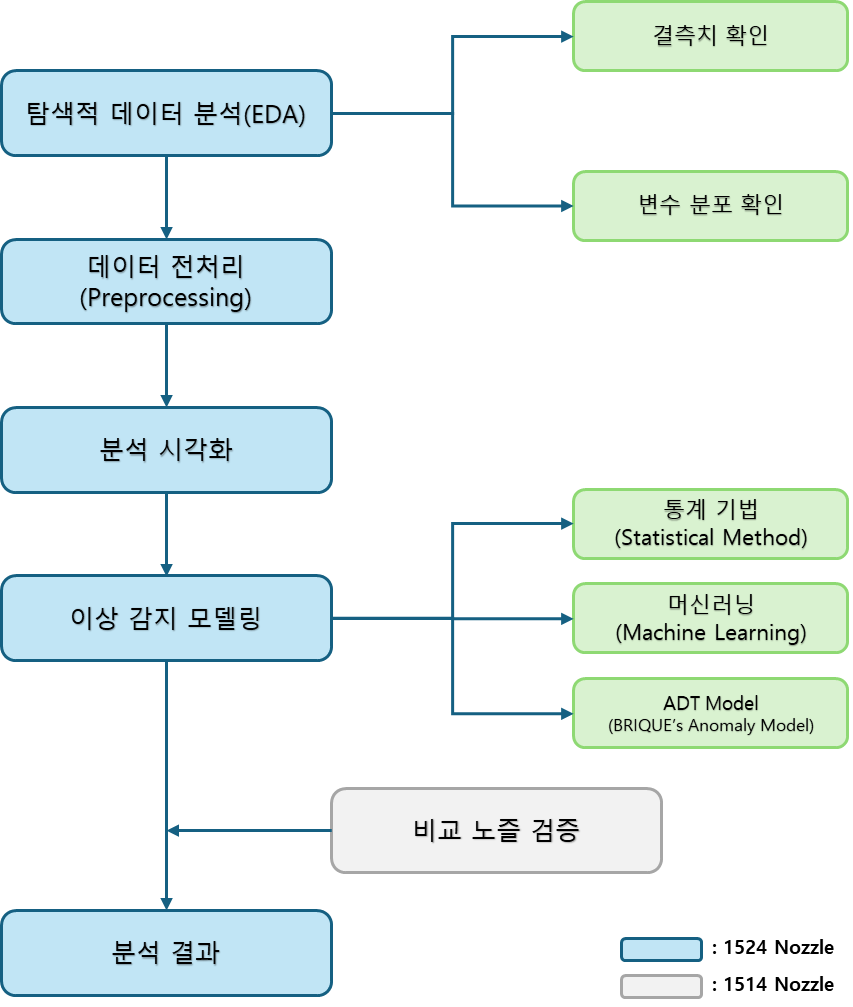 결측치 확인
탐색적 데이터 분석(EDA)
변수 분포 확인
데이터 전처리
(Preprocessing)
분석 시각화
통계 기법
(Statistical Method)
이상 감지 모델링
머신러닝
(Machine Learning)
ADT Model
(BRIQUE's Anomaly Model)
비교 노즐 검증
분석 결과
: 1524 Nozzle
: 1514 Nozzle